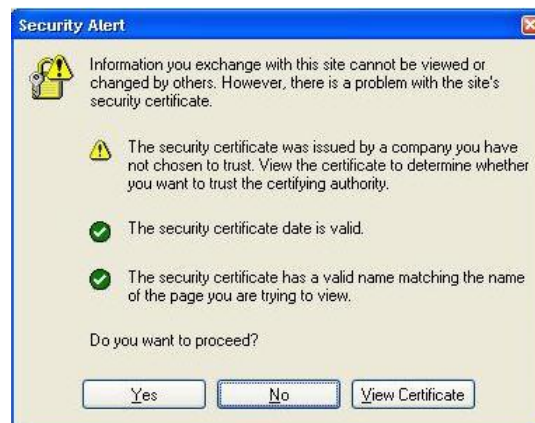 Security Alert
Information you exchange with this site cannot be viewed or
changed by others. However, there is a problem with the site's
security certificate.
The security certificate was issued by a company you have
not chosen to trust. View the certificate to determine whether
you want to trust the certifying authority.
The security certificate date is valid.
The security certificate has a valid name matching the name
of the page you are trying to view.
Do you want to proceed?
Yes No View Certificate